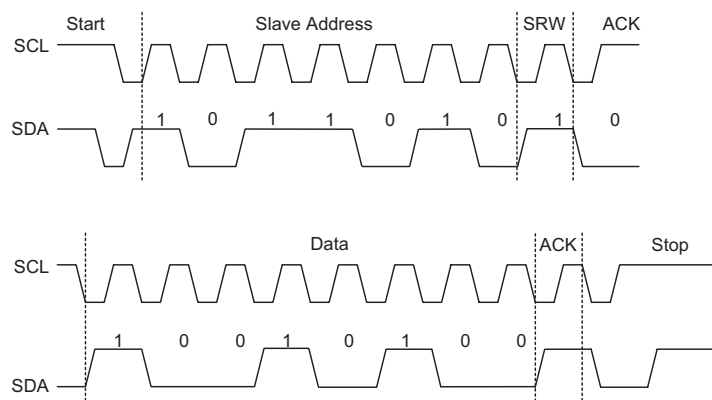 Start Slave Address SRW ACK
SCL
1 0 1 1 0 1 0 1 0
SDA
Data ACK Stop
SCL
1 0 0 1 0 1 0 0
SDA